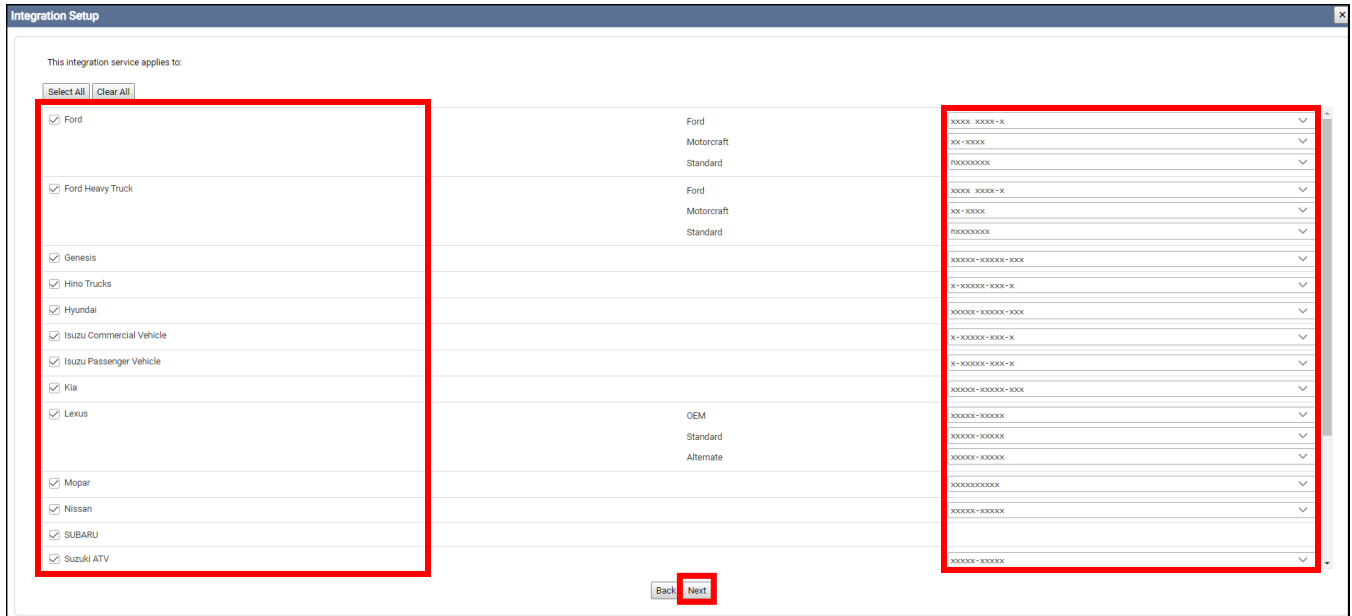 Integration Setup
This integration service applies to:
Select All Clear All
Ford Ford xxxx xxxx-x
Motorcraft xx-xxxx
Standard nxxxxxxx
Ford Heavy Truck Ford xxxx xxxx-x
Motorcraft xx-xxxx
Standard nxxxxxxx
Genesis xxxxx-xxxxx-xxx
Hino Trucks x-xxxxx-xxx-x
Hyundai xxxxx-xxxxx-xxx
Isuzu Commercial Vehicle x-xxxxx-xxx-x
Isuzu Passenger Vehicle x-xxxxx-xxx-x
Kia xxxxx-xxxxx-xxx
Lexus OEM xxxxx-xxxxx
Standard xxxxx-xxxxx
Alternate xxxxx-xxxxx
Mopar xxxxxxxxxx
Nissan xxxxx-xxxxx
SUBARU
Suzuki ATV xxxxx-xxxxx
Back Next